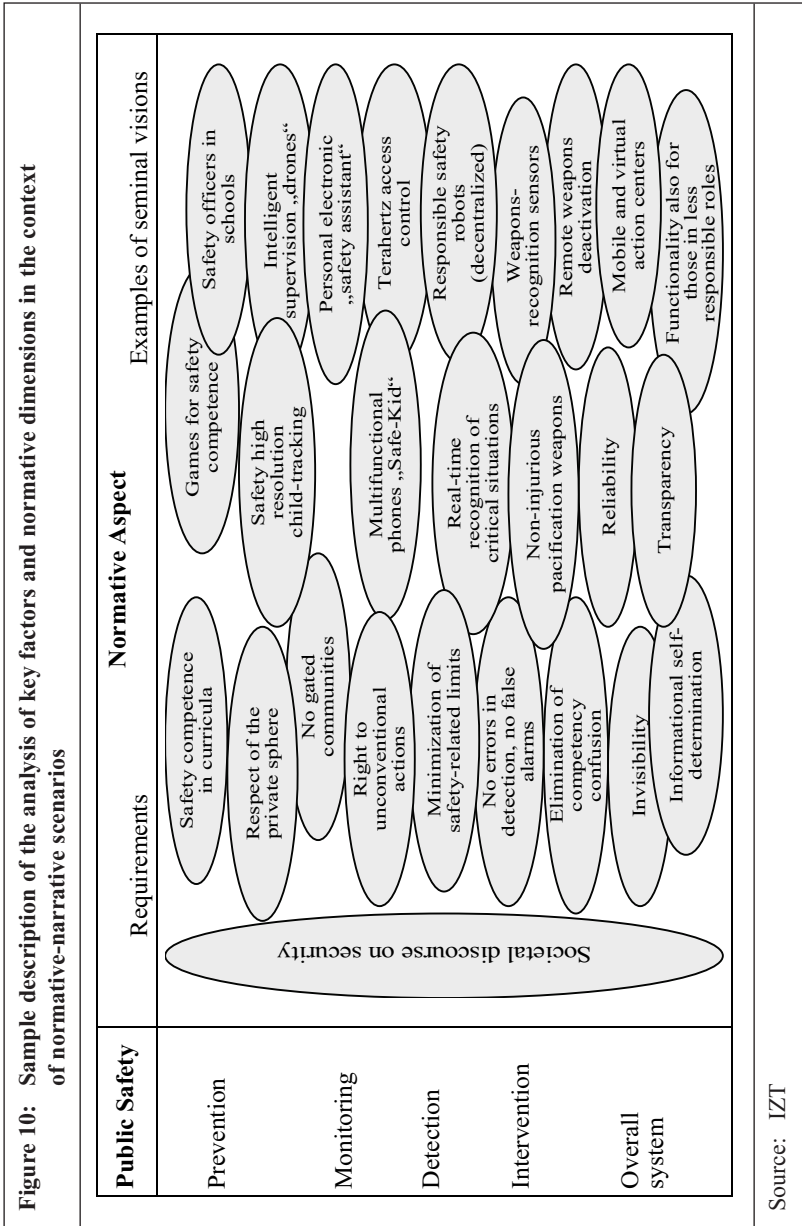 Figure 10: Sample description of the analysis of key factors and normative dimensions in the context
of normative-narrative scenarios
Public Safety
Normative Aspect
Requirements
Examples of seminal visions
Prevention
Monitoring
Detection
Intervention
Overall
system
Societal discourse on security
Safety competence
in curricula
Respect of the
private sphere
No gated
communities
Right to
unconventional
actions
Minimization of
safety-related limits
No errors in
detection, no false
alarms
Elimination of
competency
confusion
Invisibility
Informational self-
determination
Games for safety
competence
Safety high
resolution
child-tracking
Multifunctional
phones „Safe-Kid“
Real-time
recognition of
critical situations
Non-injurious
pacification weapons
Reliability
Transparency
Safety officers in
schools
Intelligent
supervision „drones“
Personal electronic
„safety assistant“
Terahertz access
control
Responsible safety
robots
(decentralized)
Weapons-
recognition sensors
Remote weapons
deactivation
Mobile and virtual
action centers
Functionality also for
those in less
responsible roles
Source: IZT